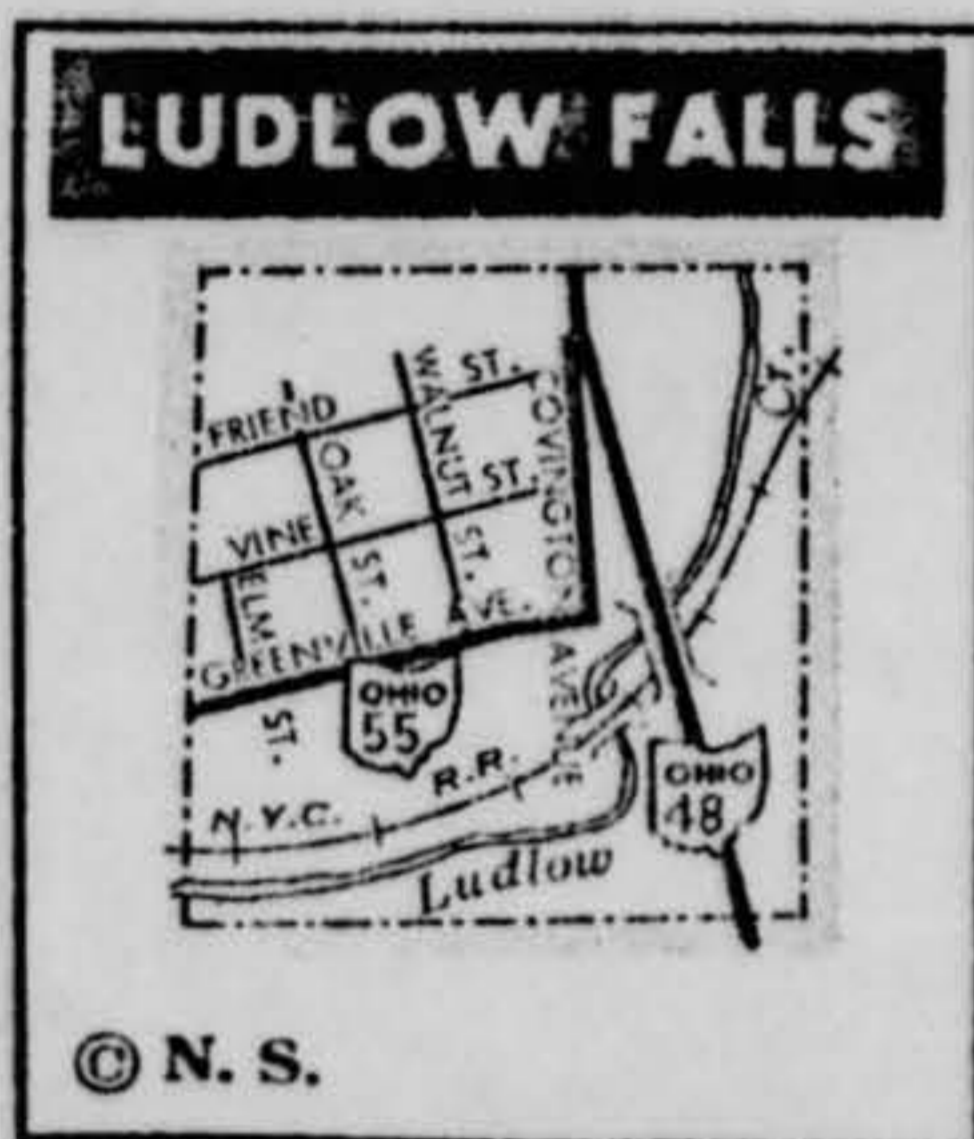 LUDLOW FALLS
FRIEND ST.
WALNUT ST.
OAK ST.
COVINGTON AVENUE
VINE ST.
ELM ST.
GREENVILLE AVE.
OHIO
55
OHIO
48
N.Y.C. R.R.
Ludlow Cr.
© N. S.